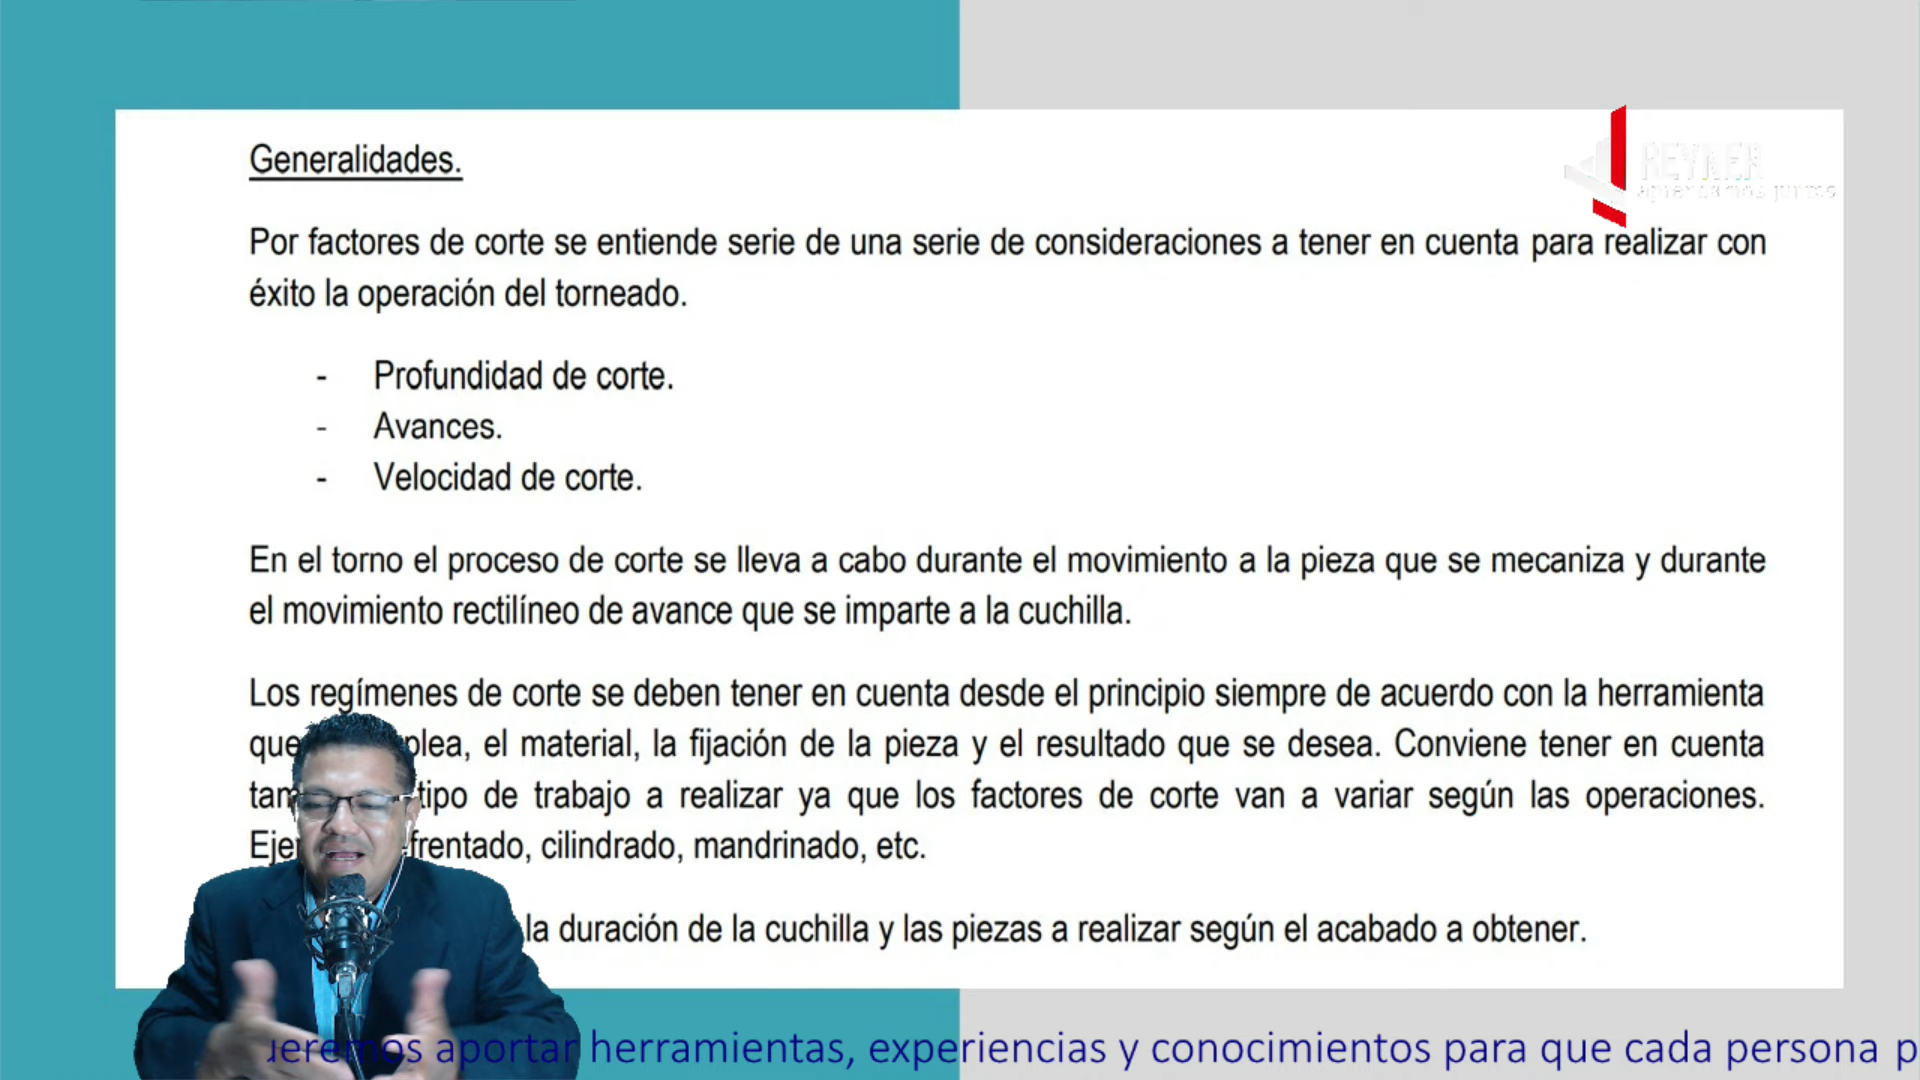 Generalidades.
REYNER
aprendamos juntos
Por factores de corte se entiende serie de una serie de consideraciones a tener en cuenta para realizar con
éxito la operación del torneado.
- Profundidad de corte.
- Avances.
- Velocidad de corte.
En el torno el proceso de corte se lleva a cabo durante el movimiento a la pieza que se mecaniza y durante
el movimiento rectilíneo de avance que se imparte a la cuchilla.
Los regímenes de corte se deben tener en cuenta desde el principio siempre de acuerdo con la herramienta
que plea, el material, la fijación de la pieza y el resultado que se desea. Conviene tener en cuenta
tam tipo de trabajo a realizar ya que los factores de corte van a variar según las operaciones.
Eje frentado, cilindrado, mandrinado, etc.
la duración de la cuchilla y las piezas a realizar según el acabado a obtener.
ueremos aportar herramientas, experiencias y conocimientos para que cada persona p